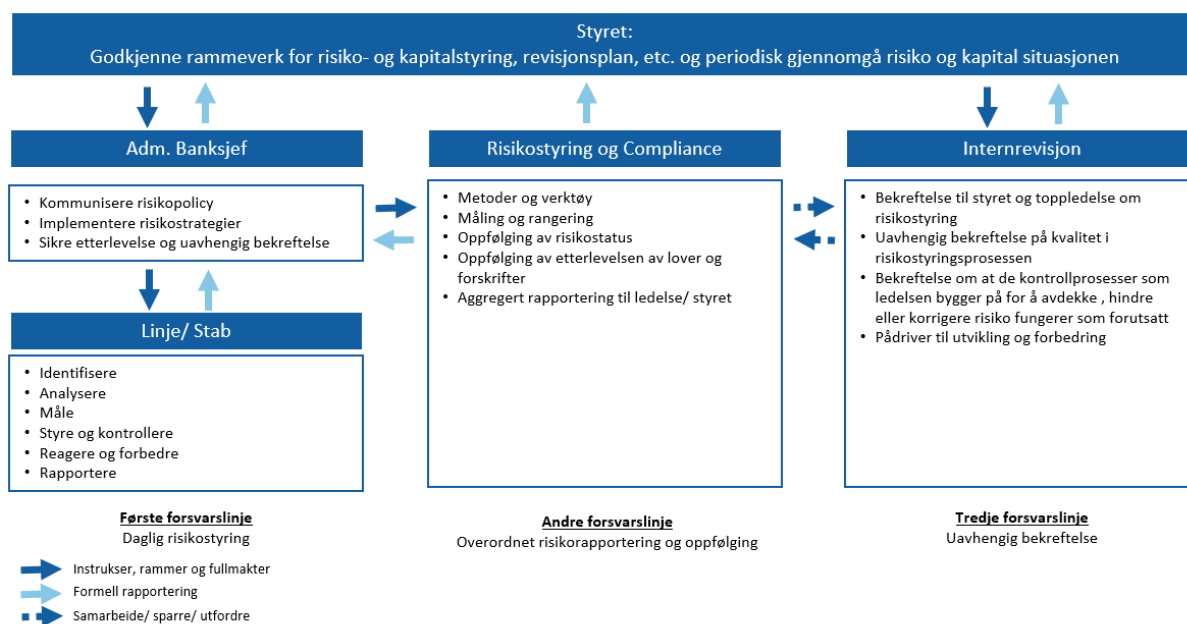 Styret:
Godkjenne rammeverk for risiko- og kapitalstyring, revisjonsplan, etc. og periodisk gjennomgå risiko og kapital situasjonen
Adm. Banksjef
• Kommunisere risikopolicy
• Implementere risikostrategier
• Sikre etterlevelse og uavhengig bekreftelse
Linje/ Stab
• Identifisere
• Analysere
• Måle
• Styre og kontrollere
• Reagere og forbedre
• Rapportere
Første forsvarslinje
Daglig risikostyring
Risikostyring og Compliance
• Metoder og verktøy
• Måling og rangering
• Oppfølging av risikostatus
• Oppfølging av etterlevelsen av lover og
forskrifter
• Aggregert rapportering til ledelse/ styret
Andre forsvarslinje
Overordnet risikorapportering og oppfølging
Internrevisjon
• Bekreftelse til styret og toppledelse om
risikostyring
• Uavhengig bekreftelse på kvalitet i
risikostyringsprosessen
• Bekreftelse om at de kontrollprosesser som
ledelsen bygger på for å avdekke , hindre
eller korrigere risiko fungerer som forutsatt
• Pådriver til utvikling og forbedring
Tredje forsvarslinje
Uavhengig bekreftelse
Instrukser, rammer og fullmakter
Formell rapportering
Samarbeide/ sparre/ utfordre